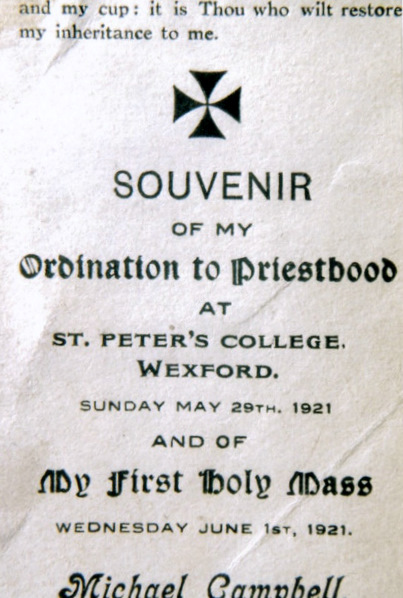 and my cup: it is Thou who wilt restore
my inheritance to me.
SOUVENIR
OF MY
Ordination to Priesthood
AT
ST. PETER'S COLLEGE.
WEXFORD.
SUNDAY MAY 29TH. 1921
AND OF
My First Holy Mass
WEDNESDAY JUNE 1ST, 1921.
Michael Campbell